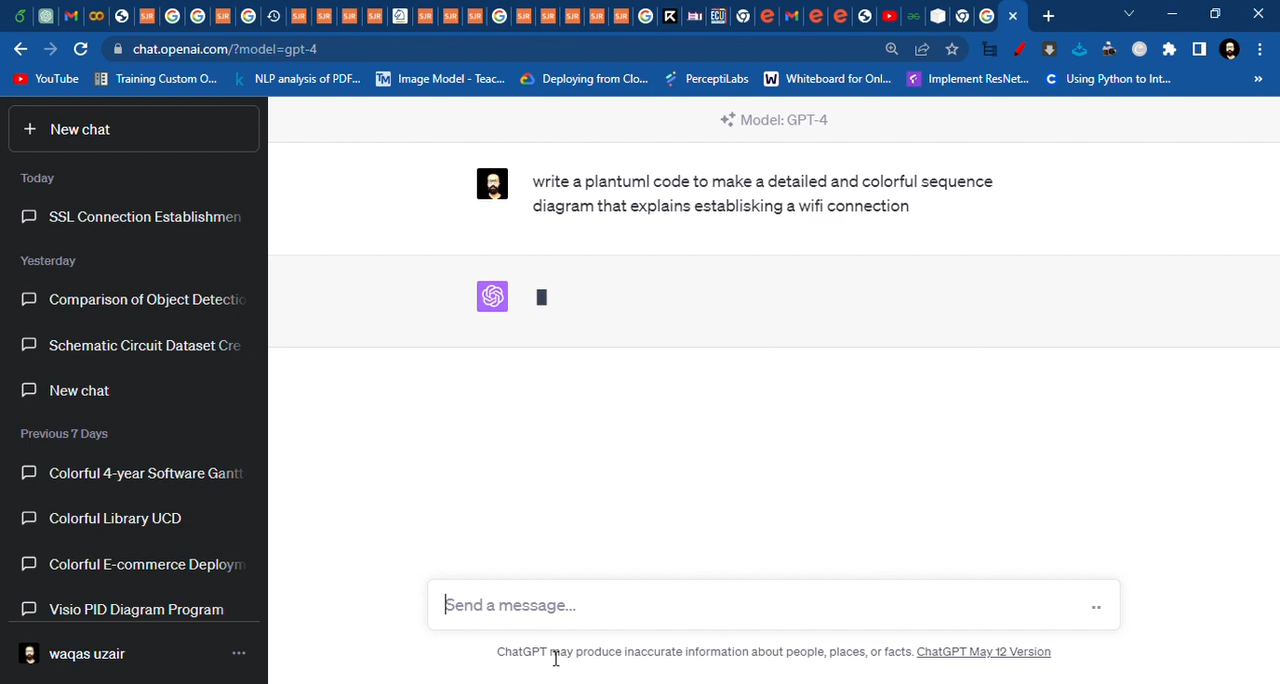 chat.openai.com/?model=gpt-4
YouTube
Training Custom O...
NLP analysis of PDF...
Image Model - Teac...
Deploying from Clo...
PerceptiLabs
Whiteboard for Onl...
Implement ResNet...
Using Python to Int...
»
New chat
Model: GPT-4
Today
write a plantuml code to make a detailed and colorful sequence
diagram that explains establisking a wifi connection
SSL Connection Establishmen
Yesterday
Comparison of Object Detectio
Schematic Circuit Dataset Cre
New chat
Previous 7 Days
Colorful 4-year Software Gantt
Colorful Library UCD
Colorful E-commerce Deploym
Visio PID Diagram Program
Send a message...
waqas uzair
ChatGPT may produce inaccurate information about people, places, or facts. ChatGPT May 12 Version